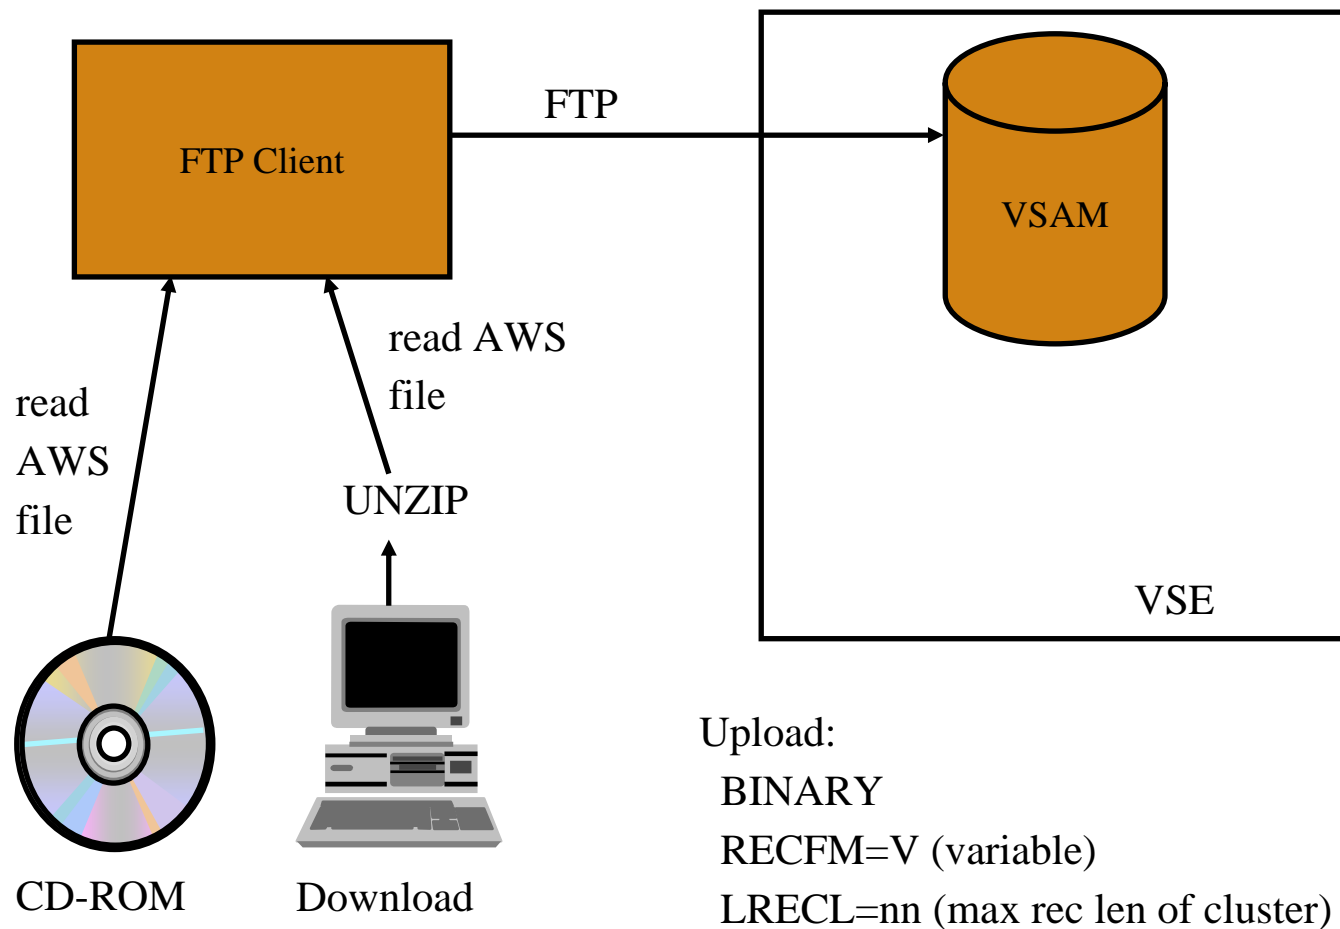 FTP Client
FTP
VSAM
read AWS
file
read
AWS
file
UNZIP
VSE
CD-ROM
Download
Upload:
BINARY
RECFM=V (variable)
LRECL=nn (max rec len of cluster)